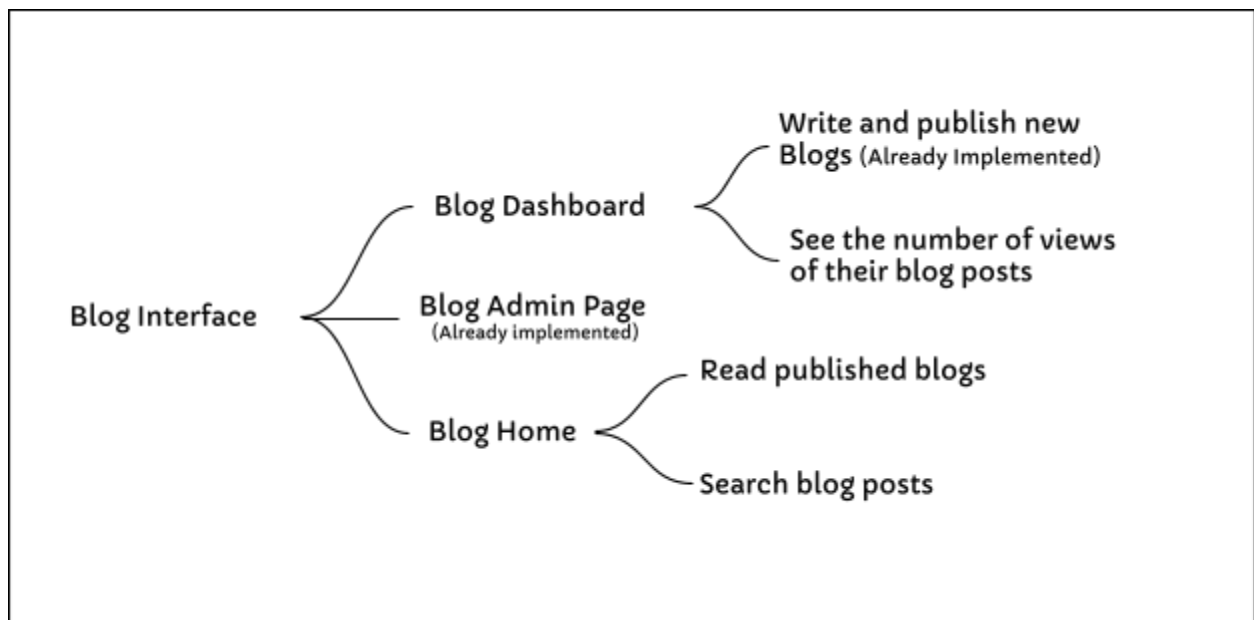 Write and publish new
Blogs (Already Implemented)
Blog Dashboard
See the number of views
of their blog posts
Blog Interface
Blog Admin Page
(Already implemented)
Read published blogs
Blog Home
Search blog posts